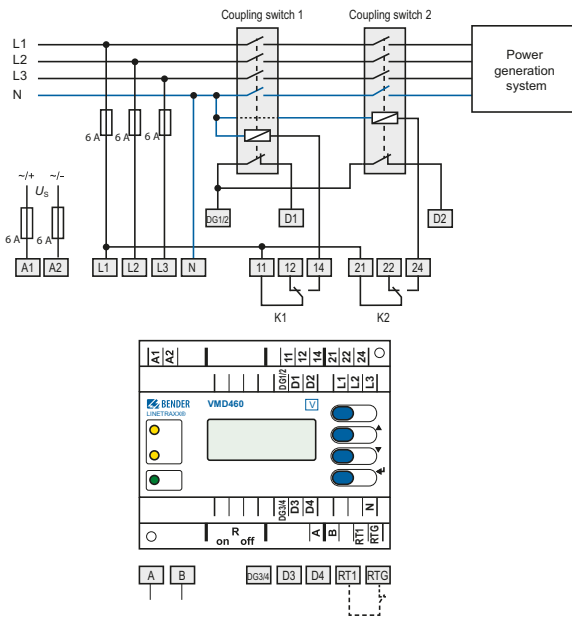 Coupling switch 1 Coupling switch 2
L1
L2
L3
N
Power
generation
system
6 A 6 A 6 A
~/+ ~/–
US
6 A 6 A
DG1/2 D1 D2
A1 A2 L1 L2 L3 N 11 12 14 21 22 24
K1 K2
A1 A2 11 12 14 21 22 24
DG1/2 D1 D2 L1 L2 L3
BENDER VMD460 V
LINETRAXX®
DG3/4 D3 D4 N
R
on off
A B RT1 RTG
A B DG3/4 D3 D4 RT1 RTG